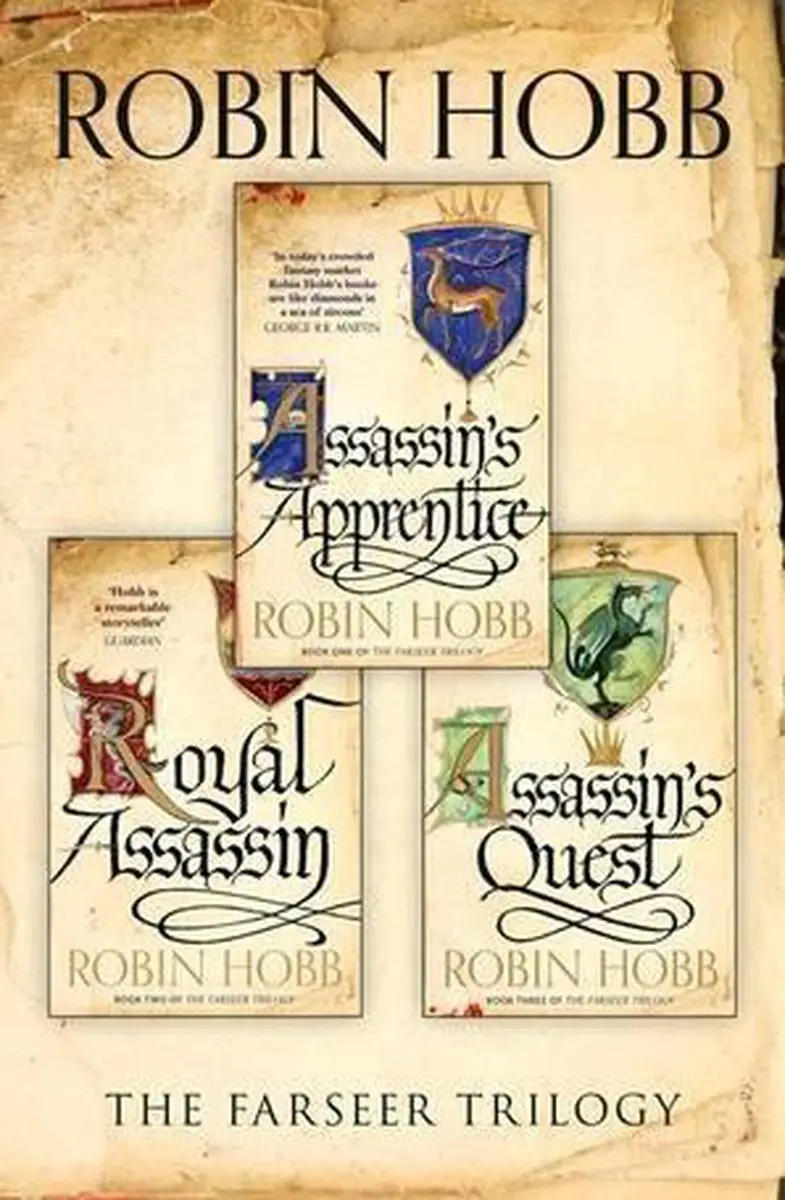 ROBIN HOBB
'In today's crowded
fantasy market
Robin Hobb's books
are like diamonds in
a sea of zircons'
GEORGE R.R. MARTIN
Assassin's
Apprentice
ROBIN HOBB
BOOK ONE OF THE FARSEER TRILOGY
'Hobb is
a remarkable
storyteller'
GUARDIAN
Royal
Assassin
ROBIN HOBB
BOOK TWO OF THE FARSEER TRILOGY
Assassin's
Quest
ROBIN HOBB
BOOK THREE OF THE FARSEER TRILOGY
THE FARSEER TRILOGY